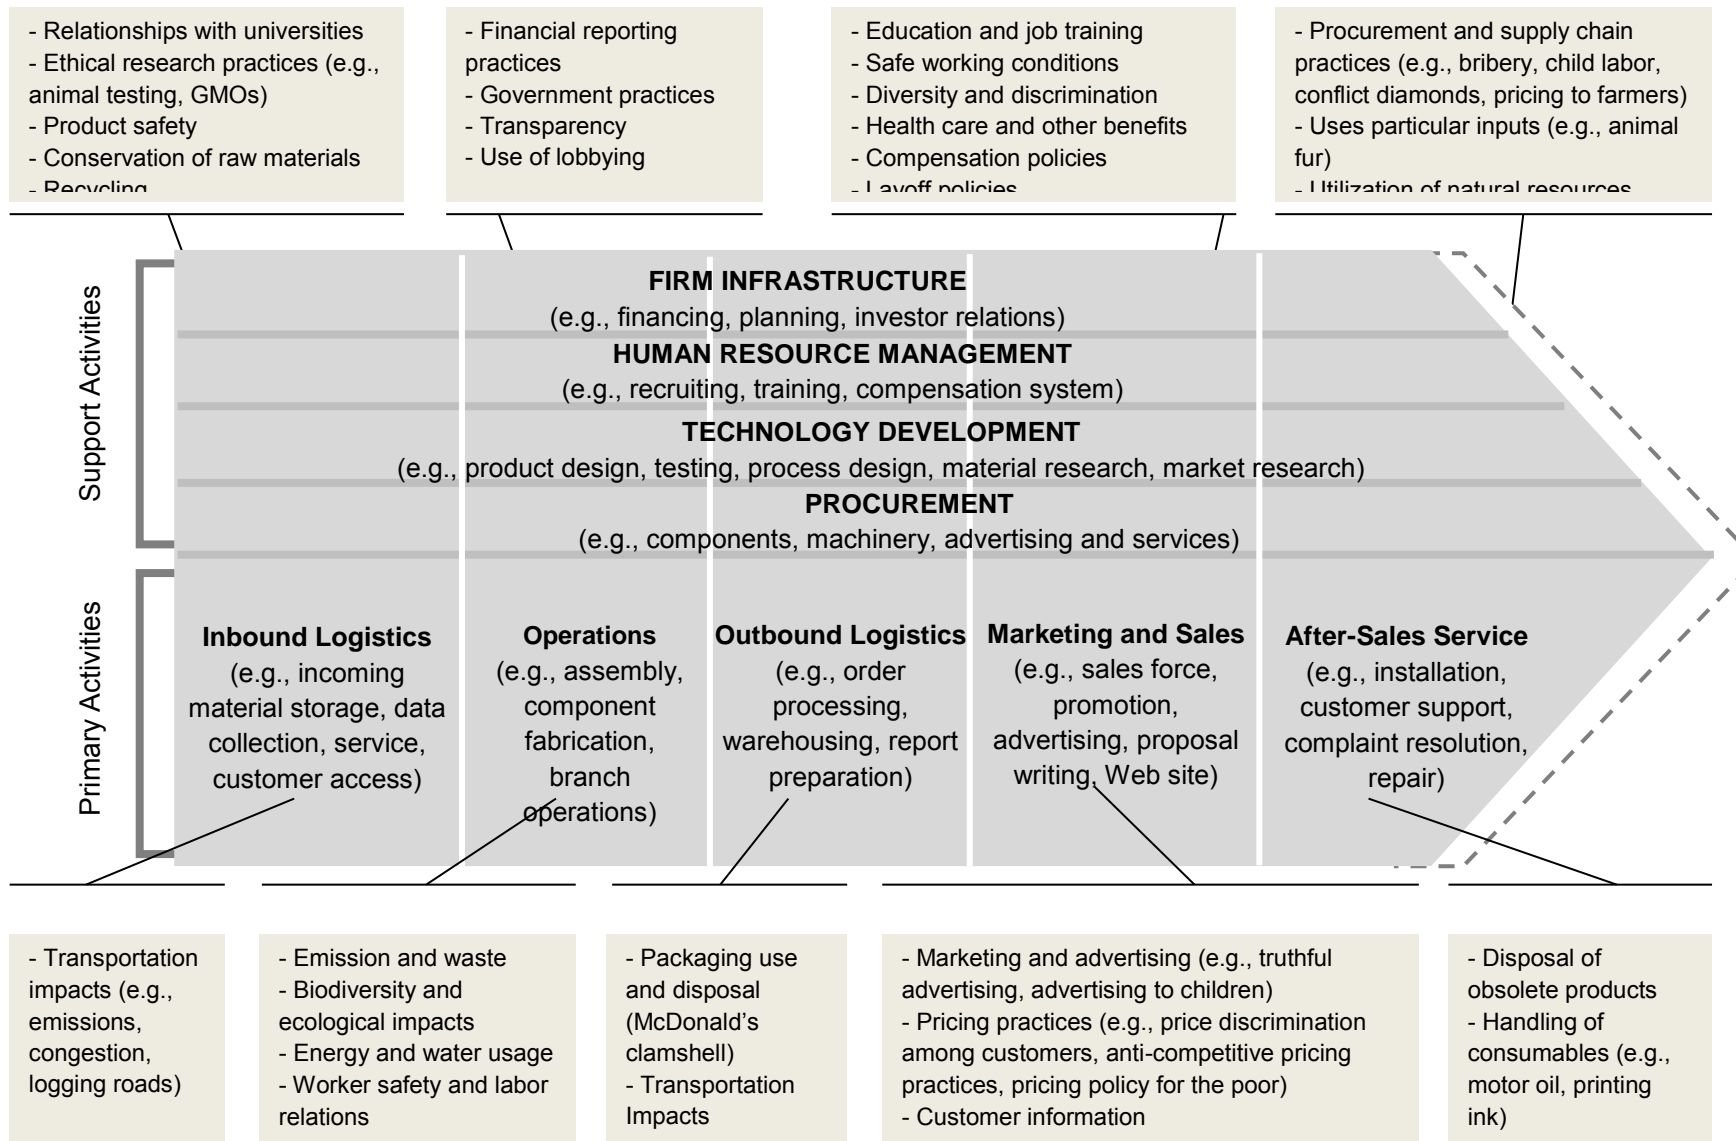 - Relationships with universities
- Ethical research practices (e.g.,
animal testing, GMOs)
- Product safety
- Conservation of raw materials
- Recycling
- Financial reporting
practices
- Government practices
- Transparency
- Use of lobbying
- Education and job training
- Safe working conditions
- Diversity and discrimination
- Health care and other benefits
- Compensation policies
- Layoff policies
- Procurement and supply chain
practices (e.g., bribery, child labor,
conflict diamonds, pricing to farmers)
- Uses particular inputs (e.g., animal
fur)
- Utilization of natural resources
Support Activities
FIRM INFRASTRUCTURE
(e.g., financing, planning, investor relations)
HUMAN RESOURCE MANAGEMENT
(e.g., recruiting, training, compensation system)
TECHNOLOGY DEVELOPMENT
(e.g., product design, testing, process design, material research, market research)
PROCUREMENT
(e.g., components, machinery, advertising and services)
Primary Activities
Inbound Logistics
(e.g., incoming
material storage, data
collection, service,
customer access)
Operations
(e.g., assembly,
component
fabrication,
branch
operations)
Outbound Logistics
(e.g., order
processing,
warehousing, report
preparation)
Marketing and Sales
(e.g., sales force,
promotion,
advertising, proposal
writing, Web site)
After-Sales Service
(e.g., installation,
customer support,
complaint resolution,
repair)
- Transportation
impacts (e.g.,
emissions,
congestion,
logging roads)
- Emission and waste
- Biodiversity and
ecological impacts
- Energy and water usage
- Worker safety and labor
relations
- Packaging use
and disposal
(McDonald's
clamshell)
- Transportation
Impacts
- Marketing and advertising (e.g., truthful
advertising, advertising to children)
- Pricing practices (e.g., price discrimination
among customers, anti-competitive pricing
practices, pricing policy for the poor)
- Customer information
- Disposal of
obsolete products
- Handling of
consumables (e.g.,
motor oil, printing
ink)